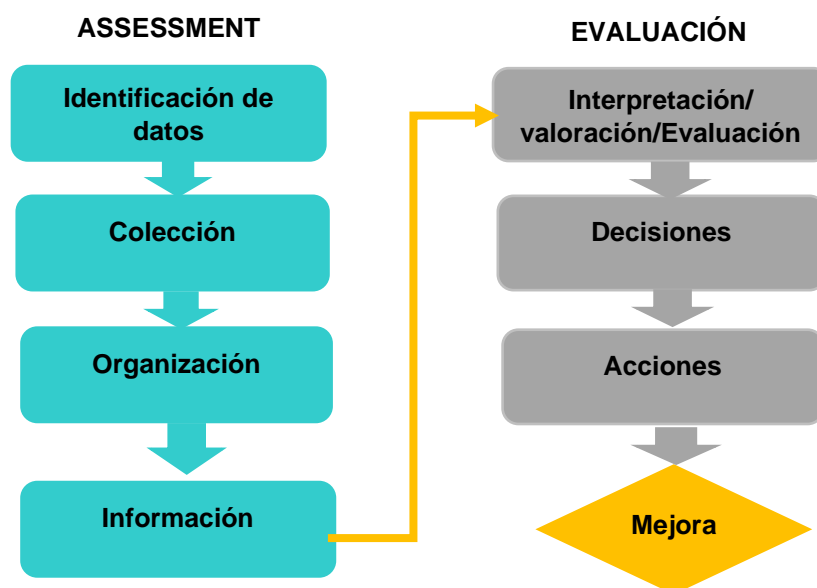 ASSESSMENT
Identificación de
datos
Colección
Organización
Información
EVALUACIÓN
Interpretación/
valoración/Evaluación
Decisiones
Acciones
Mejora